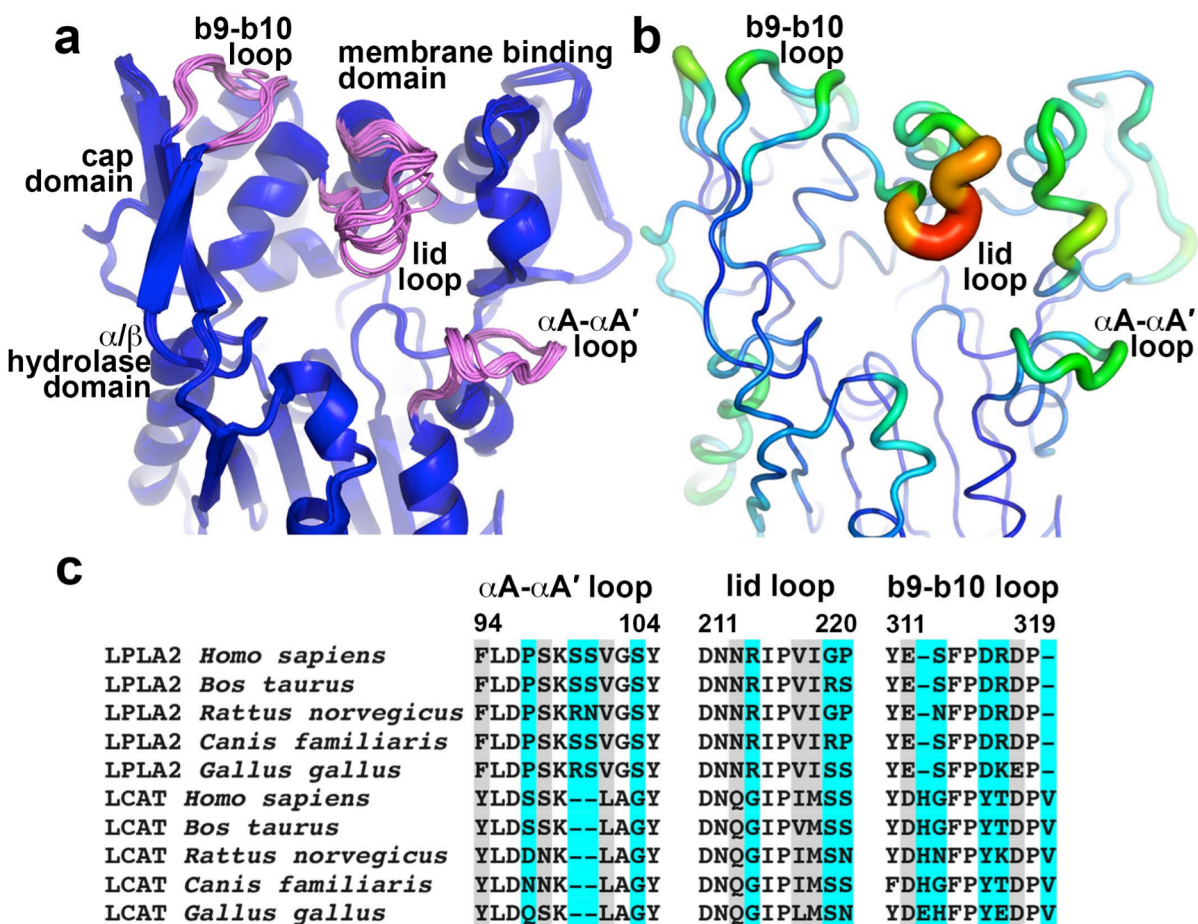 a
b9-b10
loop
membrane binding
domain
cap
domain
lid
loop
αA-αA′
loop
α/β
hydrolase
domain
b
b9-b10
loop
lid
loop
αA-αA′
loop
c
αA-αA′ loop lid loop b9-b10 loop
94 104 211 220 311 319
LPLA2 Homo sapiens FLDPSKSSVGSY DNNRIPVIGP YE-SFPDRDP-
LPLA2 Bos taurus FLDPSKSSVGSY DNNRIPVIRS YE-SFPDRDP-
LPLA2 Rattus norvegicus FLDPSKRNVGSY DNNRIPVIGP YE-NFPDRDP-
LPLA2 Canis familiaris FLDPSKSSVGSY DNNRIPVIRP YE-SFPDRDP-
LPLA2 Gallus gallus FLDPSKRSVGSY DNNRIPVISS YE-SFPDKEP-
LCAT Homo sapiens YLDSSK--LAGY DNQGIPIMSS YDHGFPYTDPV
LCAT Bos taurus YLDSSK--LAGY DNQGIPVMSS YDHGFPYTDPV
LCAT Rattus norvegicus YLDDNK--LAGY DNQGIPIMSN YDHNFPYKDPV
LCAT Canis familiaris YLDNNK--LAGY DNQGIPIMSS FDHGFPYTDPV
LCAT Gallus gallus YLDQSK--LAGY DNQGIPLMSN YDEHFPYEDPV